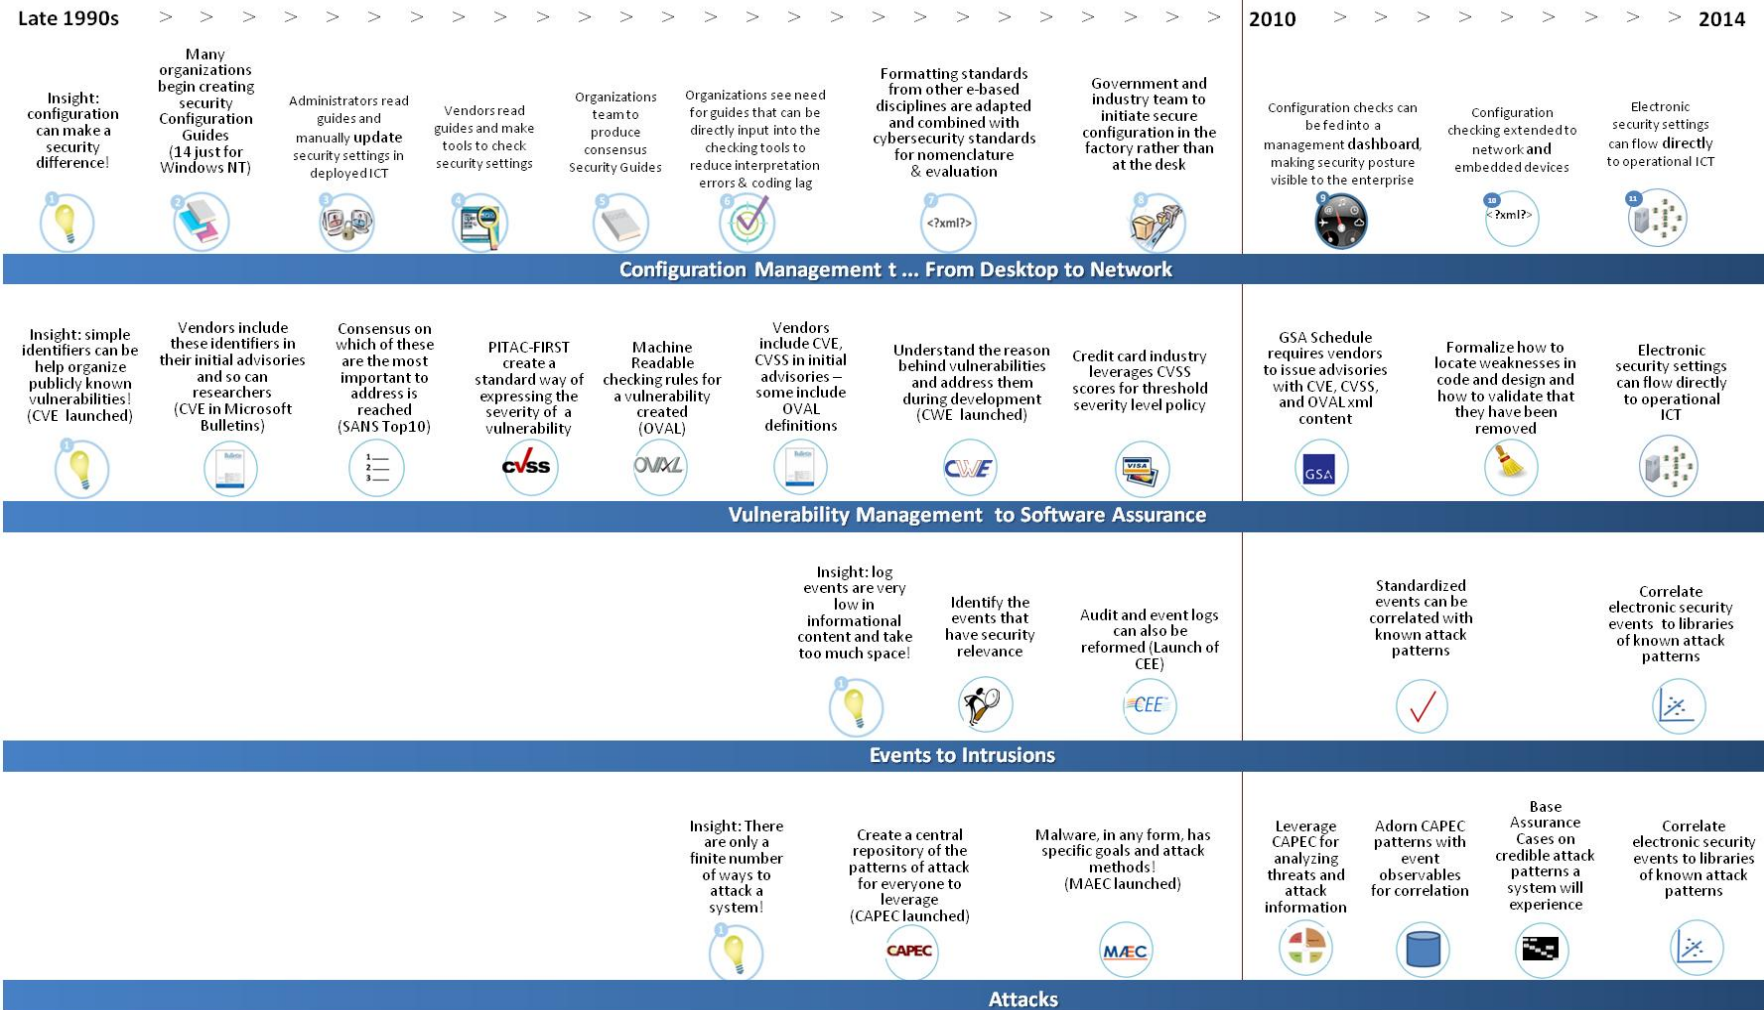 Late 1990s > > > > > > > > > > > > > > > > > > > > > > > > > > 2010 > > > > > > > > > 2014
Insight:
configuration
can make a
security
difference!
1
Many
organizations
begin creating
security
Configuration
Guides
(14 just for
Windows NT)
2
Administrators read
guides and
manually update
security settings in
deployed ICT
3
Vendors read
guides and make
tools to check
security settings
4
Organizations
team to
produce
consensus
Security Guides
5
Organizations see need
for guides that can be
directly input into the
checking tools to
reduce interpretation
errors & coding lag
6
Formatting standards
from other e-based
disciplines are adapted
and combined with
cybersecurity standards
for nomenclature
& evaluation
7
<?xml?>
Government and
industry team to
initiate secure
configuration in the
factory rather than
at the desk
8
Configuration checks can
be fed into a
management dashboard,
making security posture
visible to the enterprise
9
Configuration
checking extended to
network and
embedded devices
10
<?xml?>
Electronic
security settings
can flow directly
to operational ICT
11
Configuration Management t ... From Desktop to Network
Insight: simple
identifiers can be
help organize
publicly known
vulnerabilities!
(CVE launched)
1
Vendors include
these identifiers in
their initial advisories
and so can
researchers
(CVE in Microsoft
Bulletins)
Bulletin
Consensus on
which of these
are the most
important to
address is
reached
(SANS Top10)
1
2
3
PITAC-FIRST
create a
standard way of
expressing the
severity of a
vulnerability
CVSS
Machine
Readable
checking rules for
a vulnerability
created
(OVAL)
OVAL
Vendors
include CVE,
CVSS in initial
advisories –
some include
OVAL
definitions
Bulletin
Understand the reason
behind vulnerabilities
and address them
during development
(CWE launched)
CWE
Credit card industry
leverages CVSS
scores for threshold
severity level policy
VISA
GSA Schedule
requires vendors
to issue advisories
with CVE, CVSS,
and OVAL xml
content
GSA
Formalize how to
locate weaknesses in
code and design and
how to validate that
they have been
removed
Electronic
security settings
can flow directly
to operational
ICT
Vulnerability Management to Software Assurance
Insight: log
events are very
low in
informational
content and take
too much space!
1
Identify the
events that
have security
relevance
Audit and event logs
can also be
reformed (Launch of
CEE)
CEE
Standardized
events can be
correlated with
known attack
patterns
Correlate
electronic security
events to libraries
of known attack
patterns
Events to Intrusions
Insight: There
are only a
finite number
of ways to
attack a
system!
1
Create a central
repository of the
patterns of attack
for everyone to
leverage
(CAPEC launched)
CAPEC
Malware, in any form, has
specific goals and attack
methods!
(MAEC launched)
MAEC
Leverage
CAPEC for
analyzing
threats and
attack
information
Adorn CAPEC
patterns with
event
observables
for correlation
Base
Assurance
Cases on
credible attack
patterns a
system will
experience
Correlate
electronic security
events to libraries
of known attack
patterns
Attacks